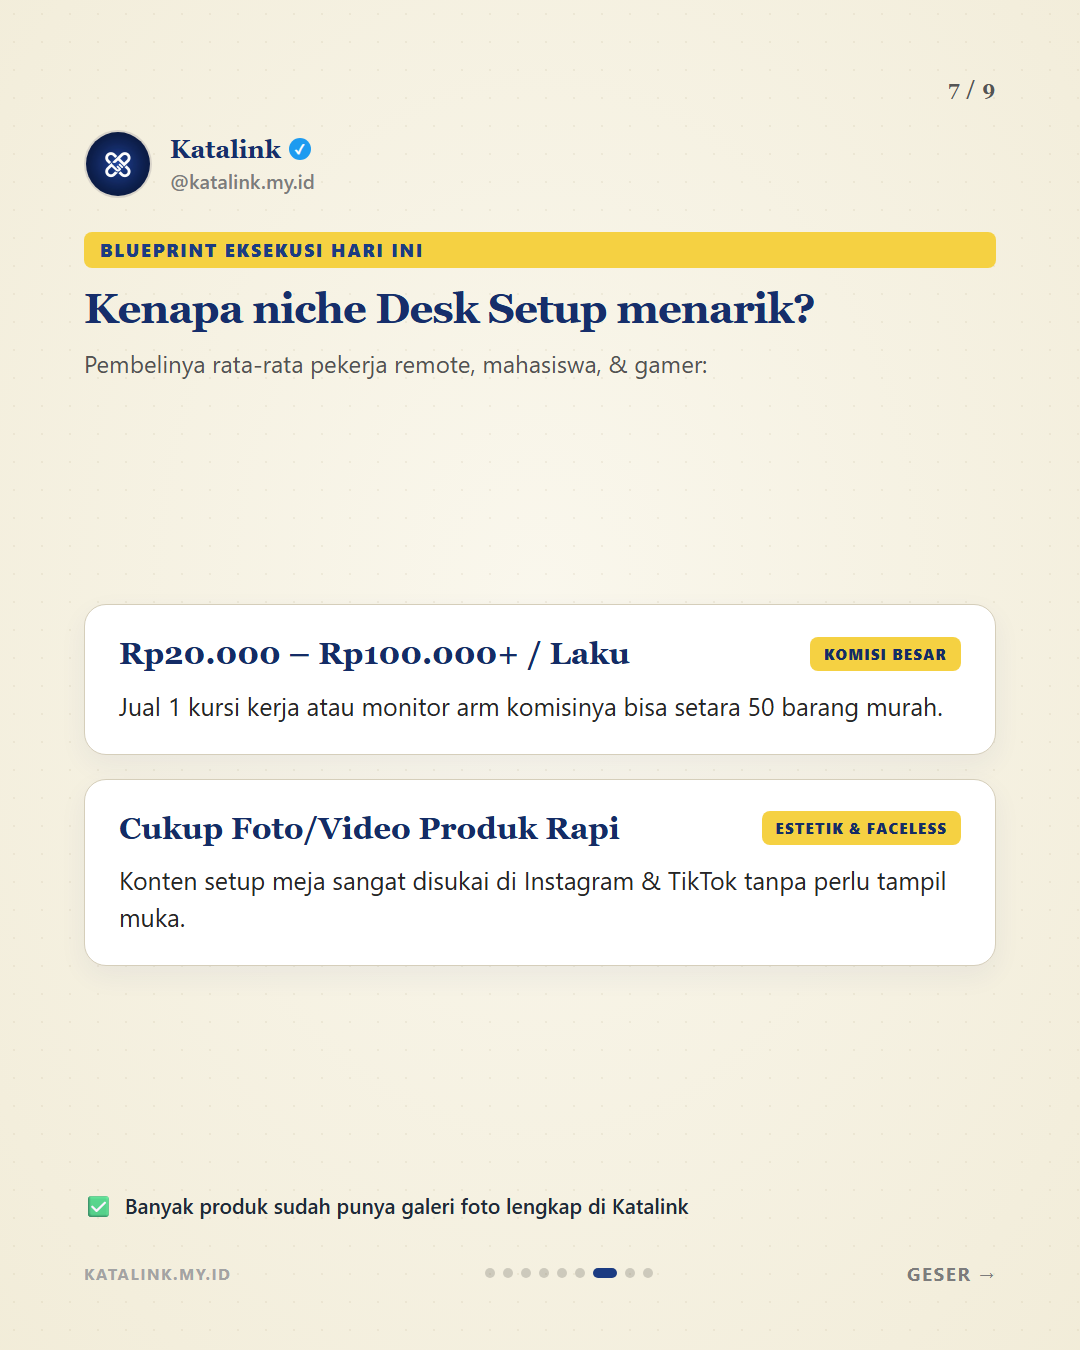 7 / 9
Katalink
@katalink.my.id
BLUEPRINT EKSEKUSI HARI INI
Kenapa niche Desk Setup menarik?
Pembelinya rata-rata pekerja remote, mahasiswa, & gamer:
Rp20.000 – Rp100.000+ / Laku
KOMISI BESAR
Jual 1 kursi kerja atau monitor arm komisinya bisa setara 50 barang murah.
Cukup Foto/Video Produk Rapi
ESTETIK & FACELESS
Konten setup meja sangat disukai di Instagram & TikTok tanpa perlu tampil
muka.
✅ Banyak produk sudah punya galeri foto lengkap di Katalink
KATALINK.MY.ID
GESER →